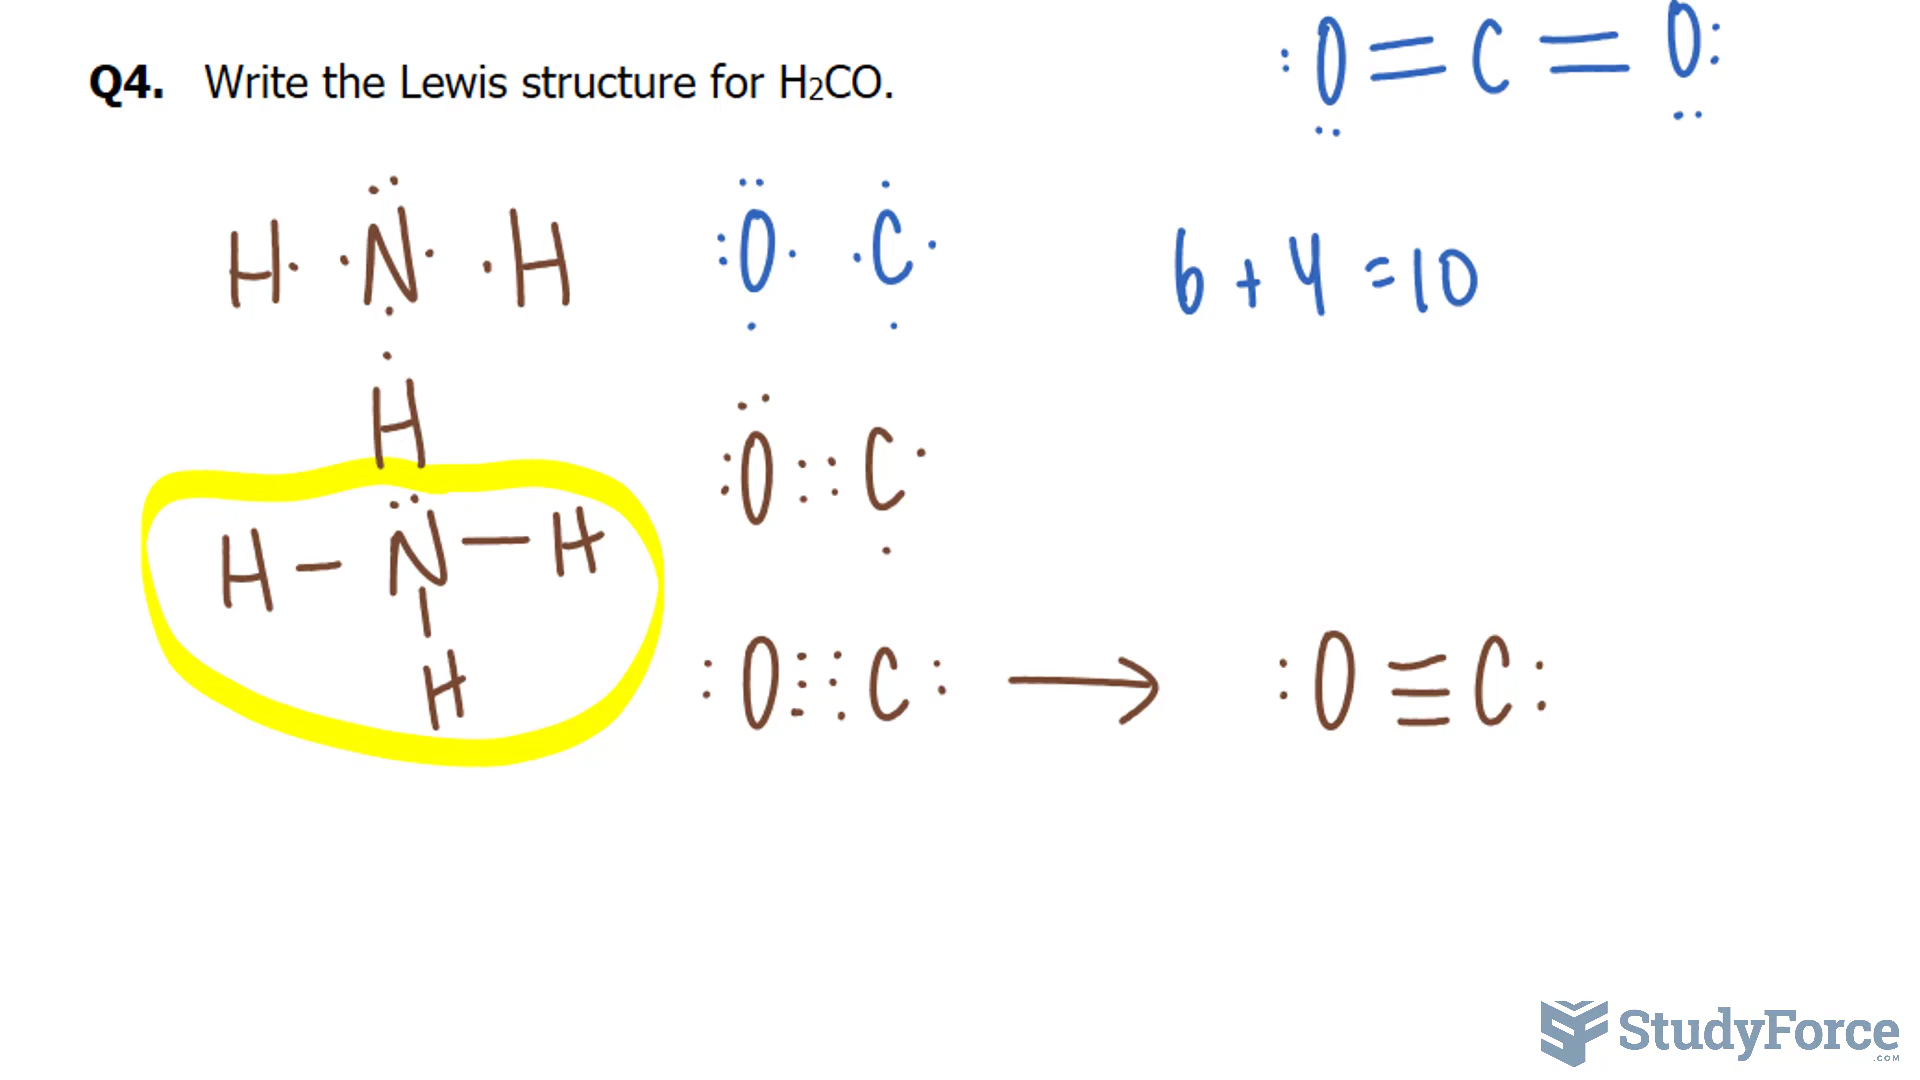 Q4. Write the Lewis structure for H₂CO.
:O = C = O:
.. ..
..
H· ·N· ·H
.
.
H
.. .
:O· ·C·
. .
6 + 4 = 10
..
:O :: C·
.
..
H - N - H
|
H
:O ⋮⋮ C: → :O ≡ C:
StudyForce
.COM